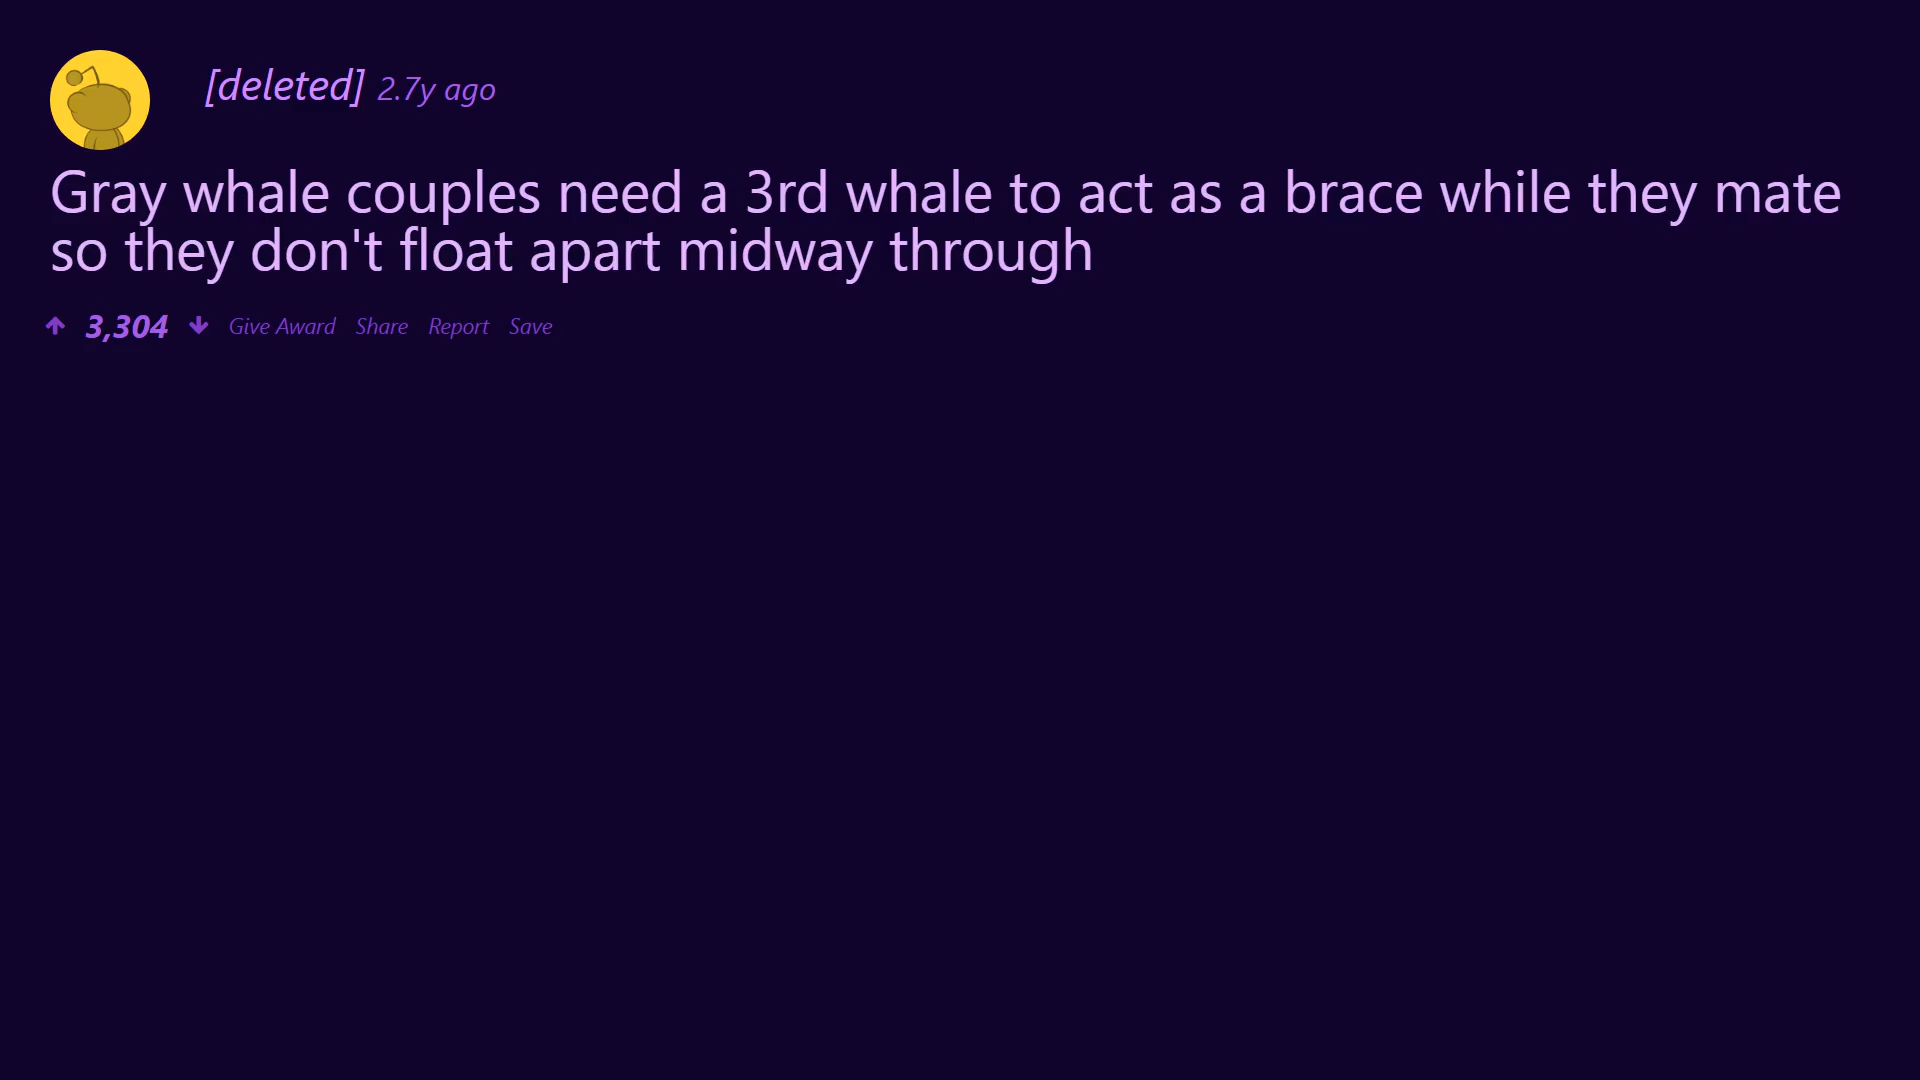 [deleted] 2.7y ago
Gray whale couples need a 3rd whale to act as a brace while they mate
so they don't float apart midway through
3,304 Give Award Share Report Save